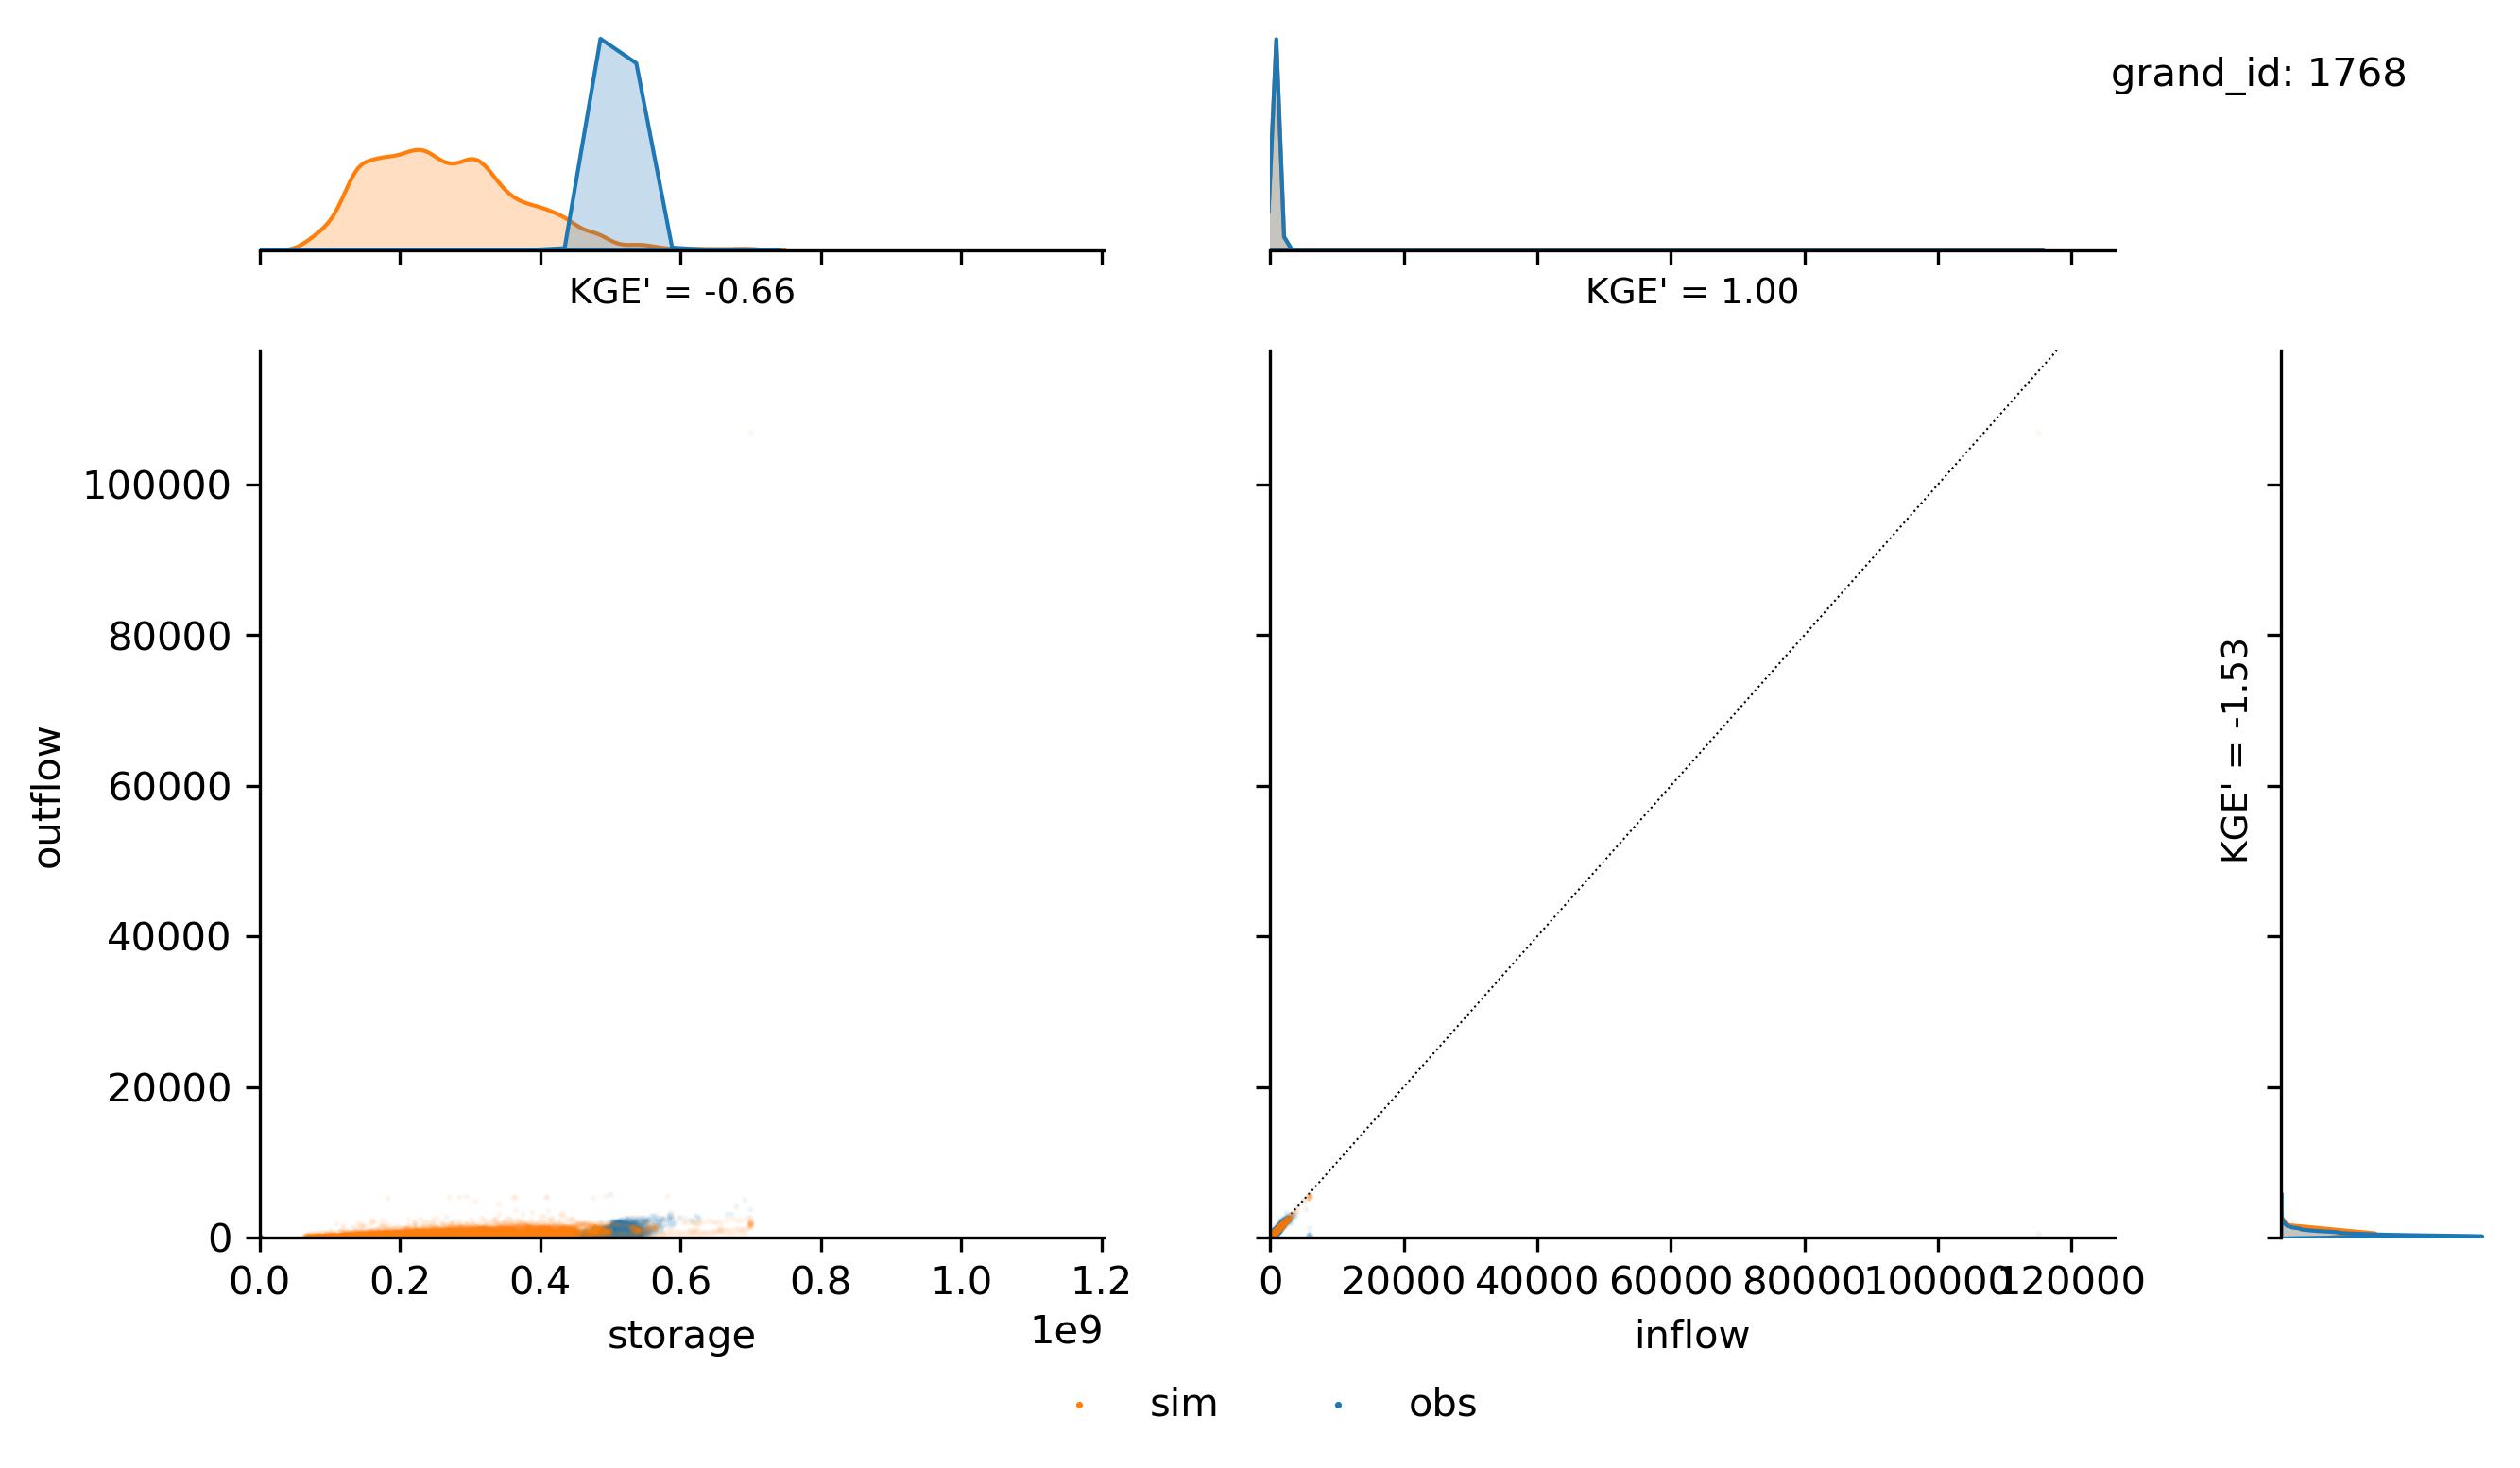 grand_id: 1768
KGE' = -0.66
KGE' = 1.00
100000
80000
60000
40000
20000
0
outflow
KGE' = -1.53
0.0 0.2 0.4 0.6 0.8 1.0 1.2
1e9
storage
0 20000 40000 60000 80000 100000 120000
inflow
sim obs